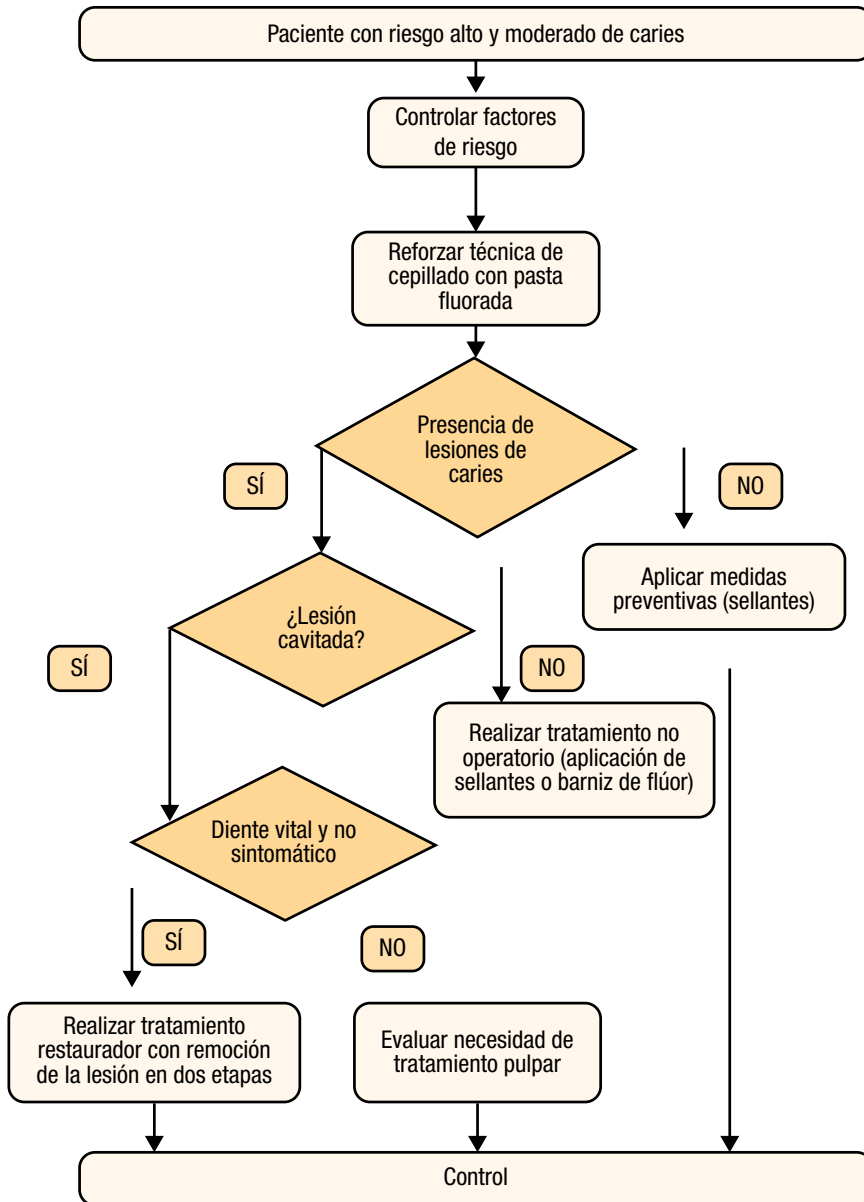 Paciente con riesgo alto y moderado de caries
Controlar factores
de riesgo
Reforzar técnica de
cepillado con pasta
fluorada
Presencia de
lesiones de
caries
SÍ
NO
Aplicar medidas
preventivas (sellantes)
¿Lesión
cavitada?
SÍ
NO
Realizar tratamiento no
operatorio (aplicación de
sellantes o barniz de flúor)
Diente vital y no
sintomático
SÍ
NO
Realizar tratamiento
restaurador con remoción
de la lesión en dos etapas
Evaluar necesidad de
tratamiento pulpar
Control